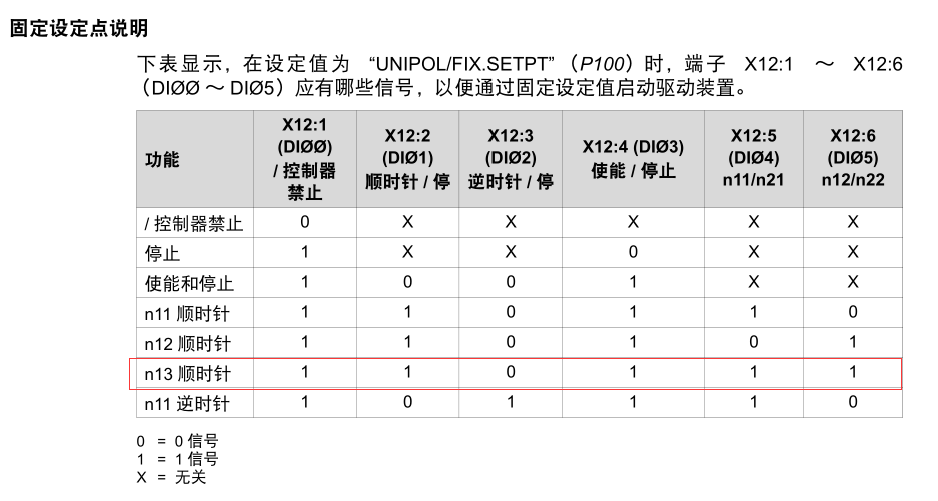 固定设定点说明
下表显示，在设定值为 “UNIPOL/FIX.SETPT”（P100）时，端子 X12:1 ～ X12:6
（DIØØ ～ DIØ5）应有哪些信号，以便通过固定设定值启动驱动装置。
功能 X12:1 (DIØØ) / 控制器禁止 X12:2 (DIØ1) 顺时针 / 停 X12:3 (DIØ2) 逆时针 / 停 X12:4 (DIØ3) 使能 / 停止 X12:5 (DIØ4) n11/n21 X12:6 (DIØ5) n12/n22
/ 控制器禁止 0 X X X X X
停止 1 X X 0 X X
使能和停止 1 0 0 1 X X
n11 顺时针 1 1 0 1 1 0
n12 顺时针 1 1 0 1 0 1
n13 顺时针 1 1 0 1 1 1
n11 逆时针 1 0 1 1 1 0
0 = 0 信号
1 = 1 信号
X = 无关